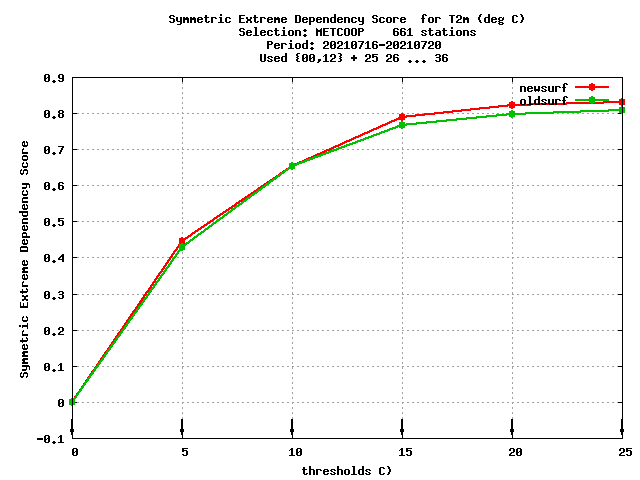 Symmetric Extreme Dependency Score  for T2m (deg C)
Selection: METCOOP    661 stations
Period: 20210716-20210720
Used {00,12} + 25 26 ... 36
0.9
0.8
0.7
0.6
0.5
0.4
0.3
0.2
0.1
0
-0.1
Symmetric Extreme Dependency Score
newsurf
oldsurf
0 5 10 15 20 25
thresholds C)